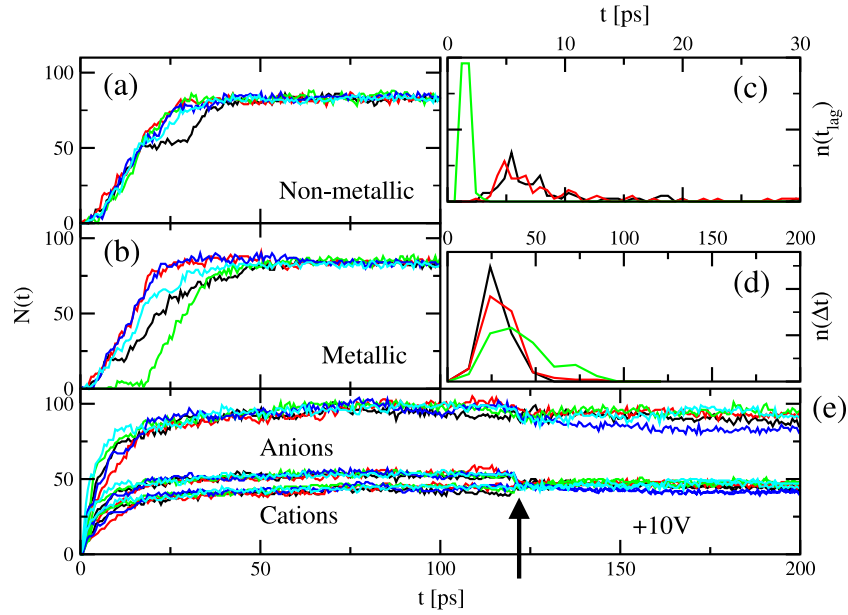 t [ps]
0 10 20 30
100
50
0
(a)
Non-metallic
(c)
n(t_lag)
0 50 100 150 200
100
50
0
N(t)
(b)
Metallic
(d)
n(Δt)
100
50
0
(e)
Anions
Cations
+10V
0 50 100 150 200
t [ps]